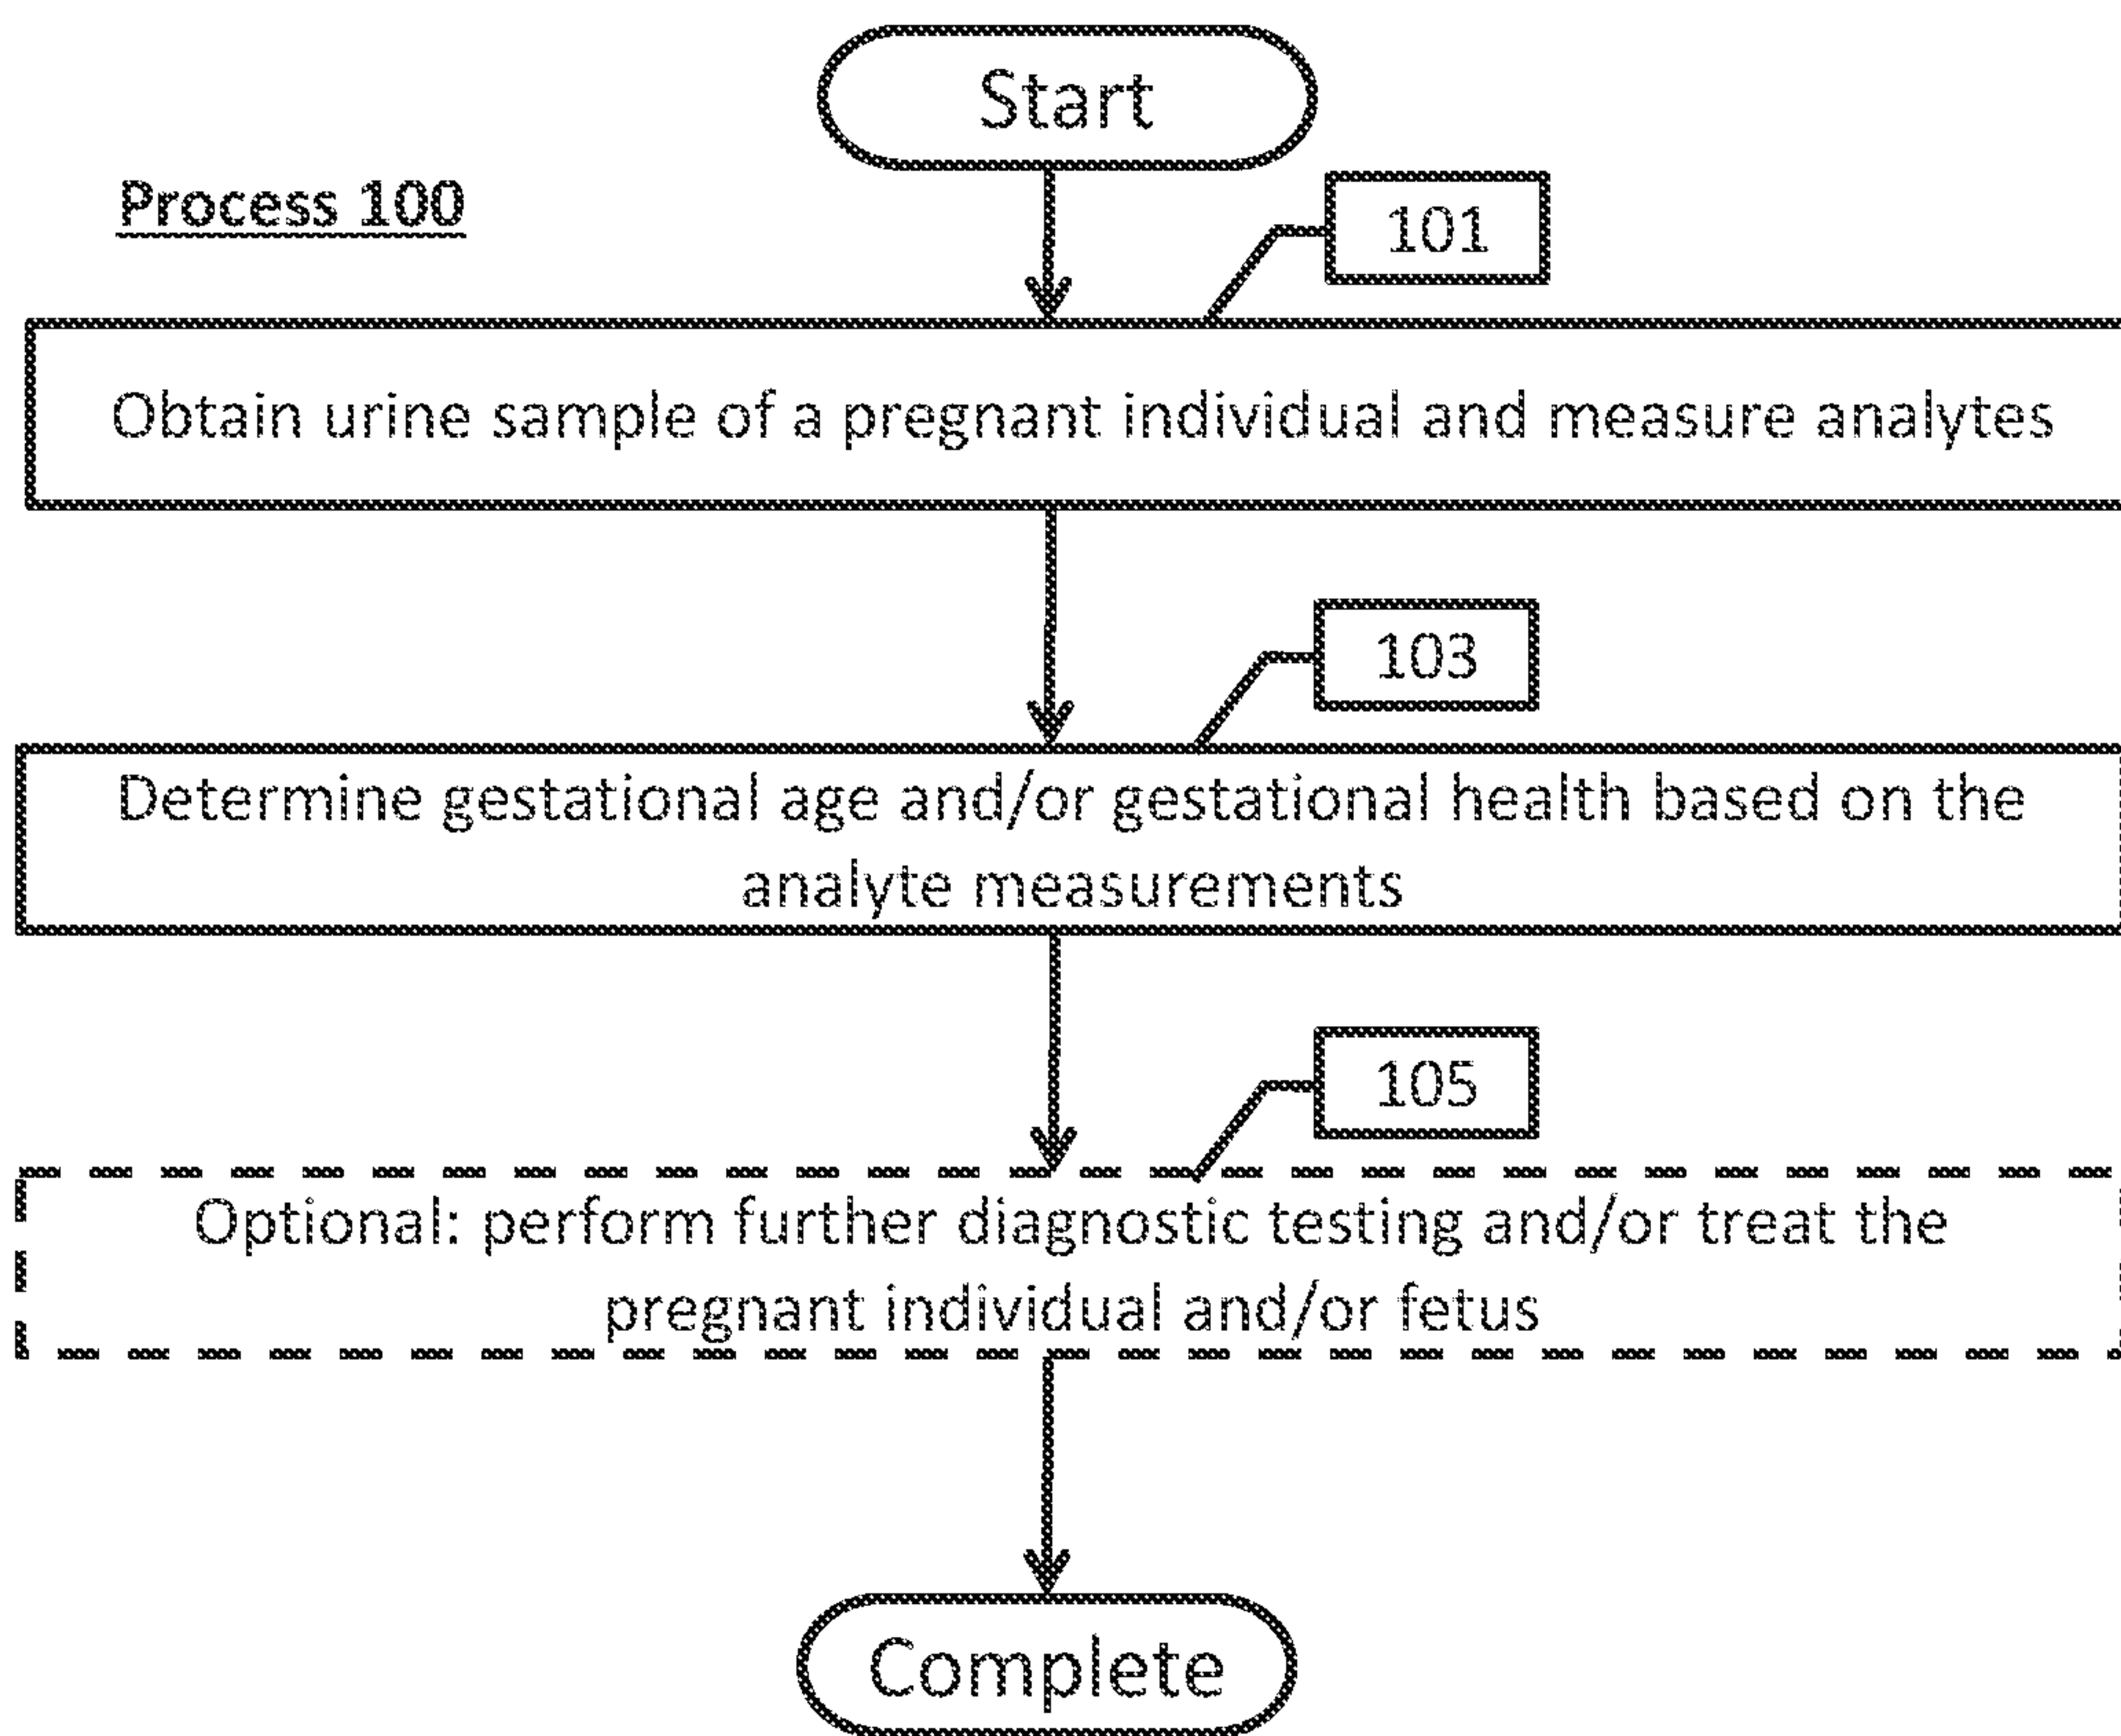 Start
Process 100
101
Obtain urine sample of a pregnant individual and measure analytes
103
Determine gestational age and/or gestational health based on the
analyte measurements
105
Optional: perform further diagnostic testing and/or treat the
pregnant individual and/or fetus
Complete